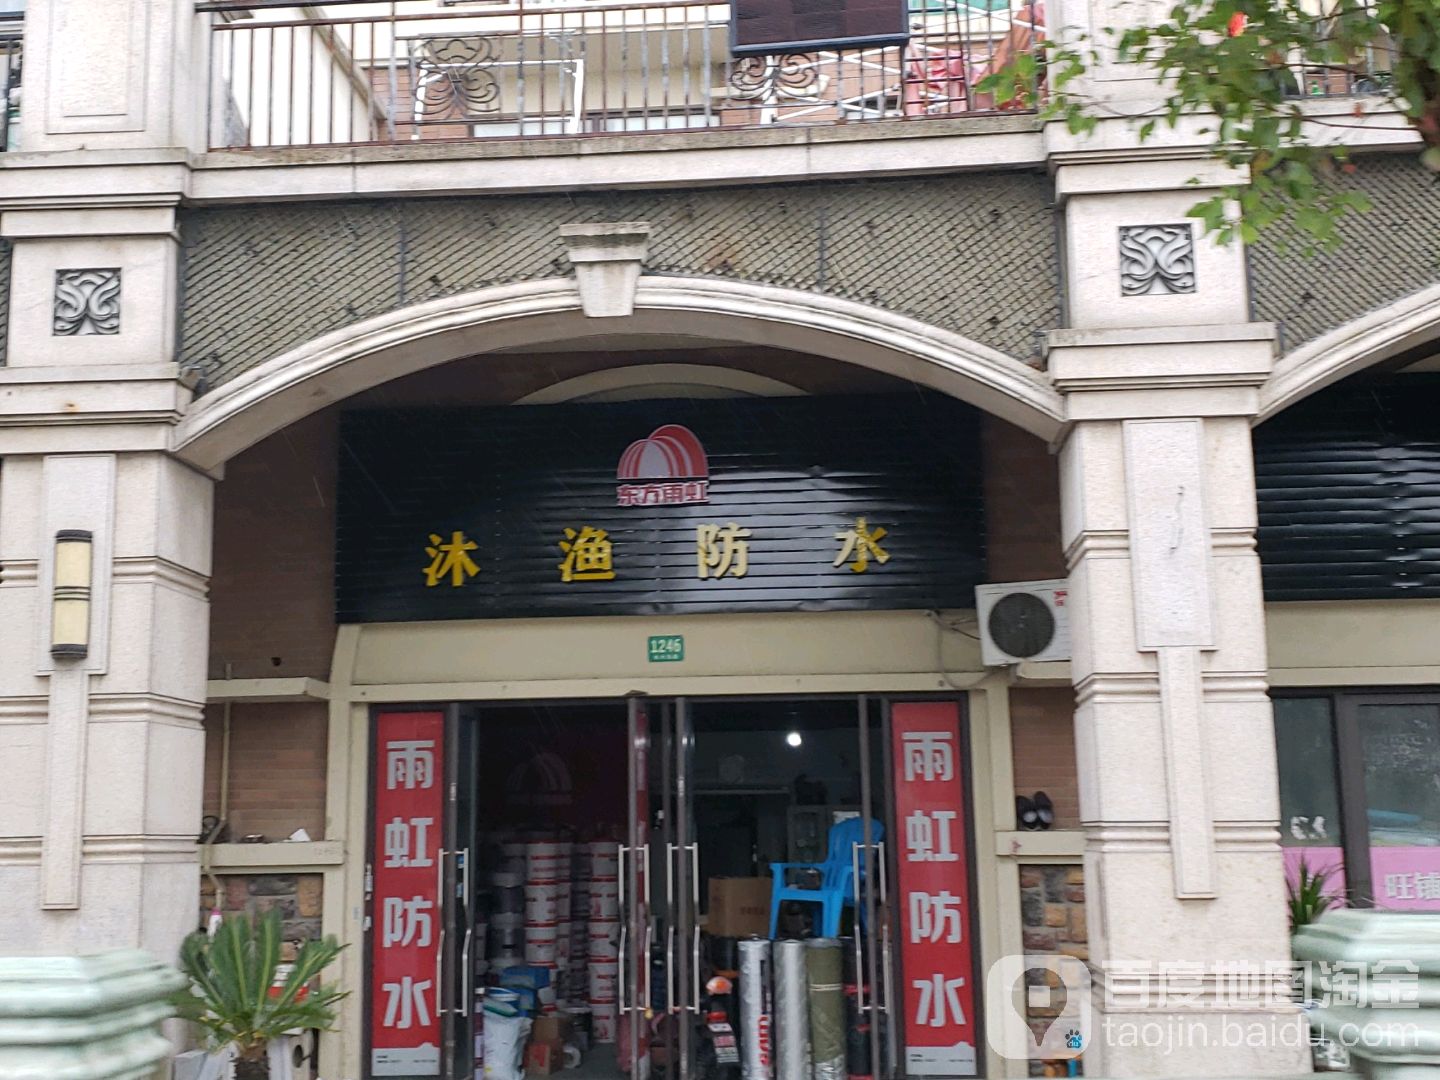 东方雨虹
沐渔防水
1246
雨虹防水
雨虹防水
旺铺
百度地图淘金
taojin.baidu.com